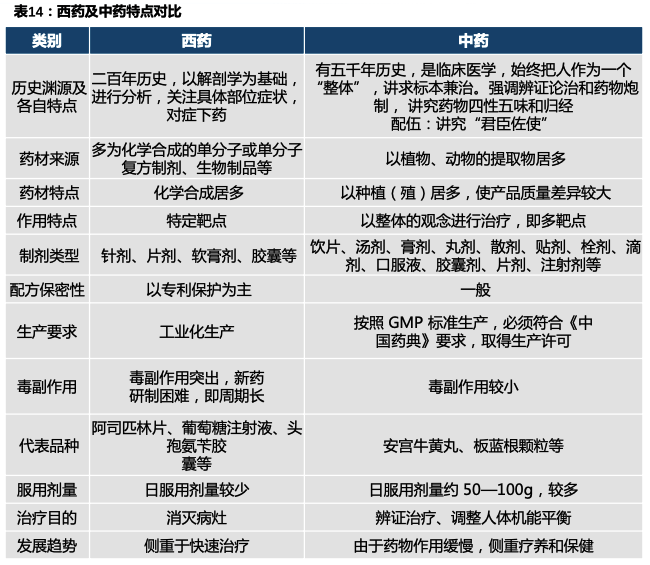 表14：西药及中药特点对比
类别 西药 中药
历史渊源及各自特点 二百年历史，以解剖学为基础，进行分析，关注具体部位症状，对症下药 有五千年历史，是临床医学，始终把人作为一个“整体”，讲求标本兼治。强调辨证论治和药物炮制， 讲究药物四性五味和归经 配伍：讲究“君臣佐使”
药材来源 多为化学合成的单分子或单分子复方制剂、生物制品等 以植物、动物的提取物居多
药材特点 化学合成居多 以种植（殖）居多，使产品质量差异较大
作用特点 特定靶点 以整体的观念进行治疗，即多靶点
制剂类型 针剂、片剂、软膏剂、胶囊等 饮片、汤剂、膏剂、丸剂、散剂、贴剂、栓剂、滴剂、口服液、胶囊剂、片剂、注射剂等
配方保密性 以专利保护为主 一般
生产要求 工业化生产 按照 GMP 标准生产，必须符合《中国药典》要求，取得生产许可
毒副作用 毒副作用突出，新药研制困难，即周期长 毒副作用较小
代表品种 阿司匹林片、葡萄糖注射液、头孢氨苄胶囊等 安宫牛黄丸、板蓝根颗粒等
服用剂量 日服用剂量较少 日服用剂量约 50—100g，较多
治疗目的 消灭病灶 辨证治疗、调整人体机能平衡
发展趋势 侧重于快速治疗 由于药物作用缓慢，侧重疗养和保健